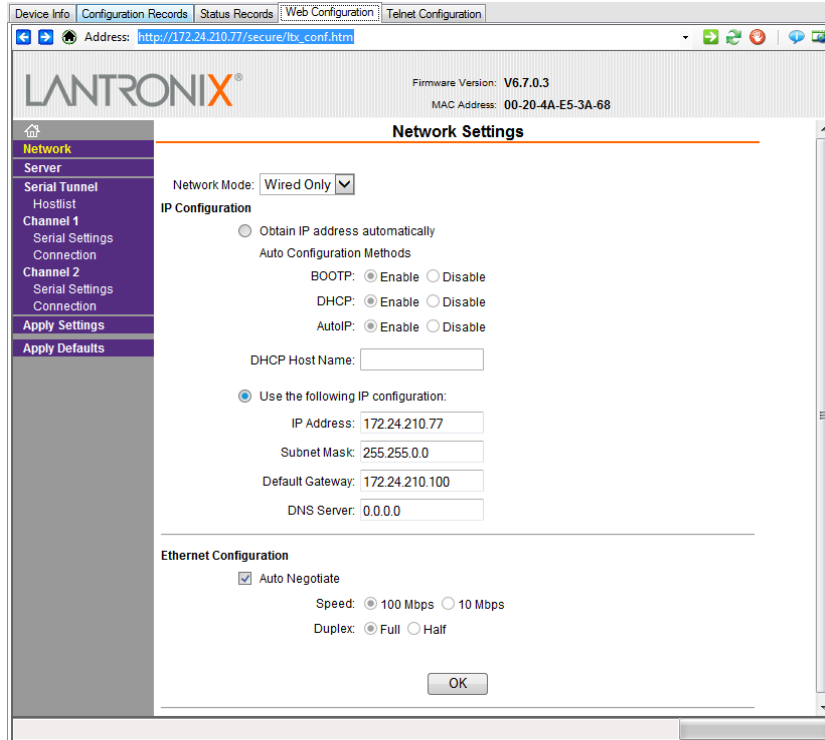 Device Info Configuration Records Status Records Web Configuration Telnet Configuration
Address: http://172.24.210.77/secure/ltx_conf.htm
LANTRONIX®
Firmware Version: V6.7.0.3
MAC Address: 00-20-4A-E5-3A-68
Network
Server
Serial Tunnel
Hostlist
Channel 1
Serial Settings
Connection
Channel 2
Serial Settings
Connection
Apply Settings
Apply Defaults
Network Settings
Network Mode: Wired Only
IP Configuration
Obtain IP address automatically
Auto Configuration Methods
BOOTP: Enable Disable
DHCP: Enable Disable
AutoIP: Enable Disable
DHCP Host Name:
Use the following IP configuration:
IP Address: 172.24.210.77
Subnet Mask: 255.255.0.0
Default Gateway: 172.24.210.100
DNS Server: 0.0.0.0
Ethernet Configuration
Auto Negotiate
Speed: 100 Mbps 10 Mbps
Duplex: Full Half
OK